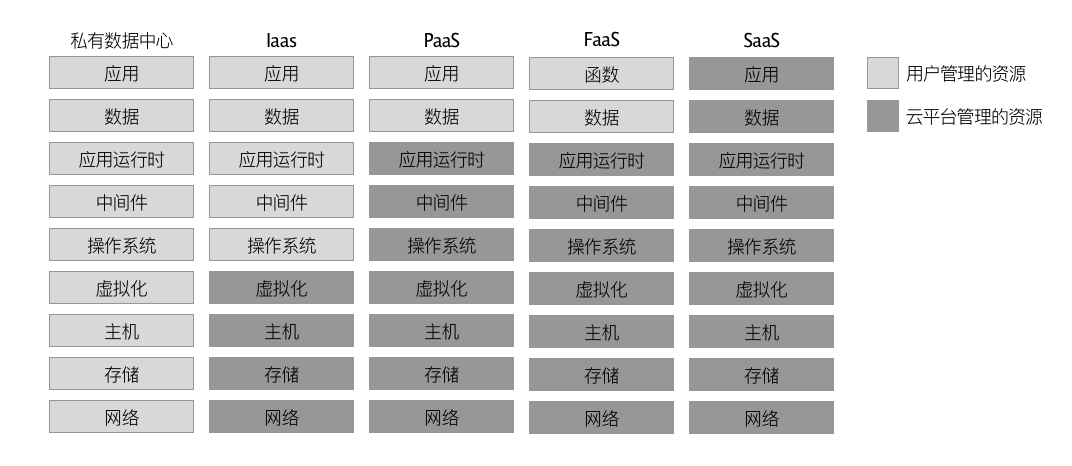 私有数据中心 Iaas PaaS FaaS SaaS
应用 应用 应用 函数 应用 用户管理的资源
数据 数据 数据 数据 数据 云平台管理的资源
应用运行时 应用运行时 应用运行时 应用运行时 应用运行时
中间件 中间件 中间件 中间件 中间件
操作系统 操作系统 操作系统 操作系统 操作系统
虚拟化 虚拟化 虚拟化 虚拟化 虚拟化
主机 主机 主机 主机 主机
存储 存储 存储 存储 存储
网络 网络 网络 网络 网络